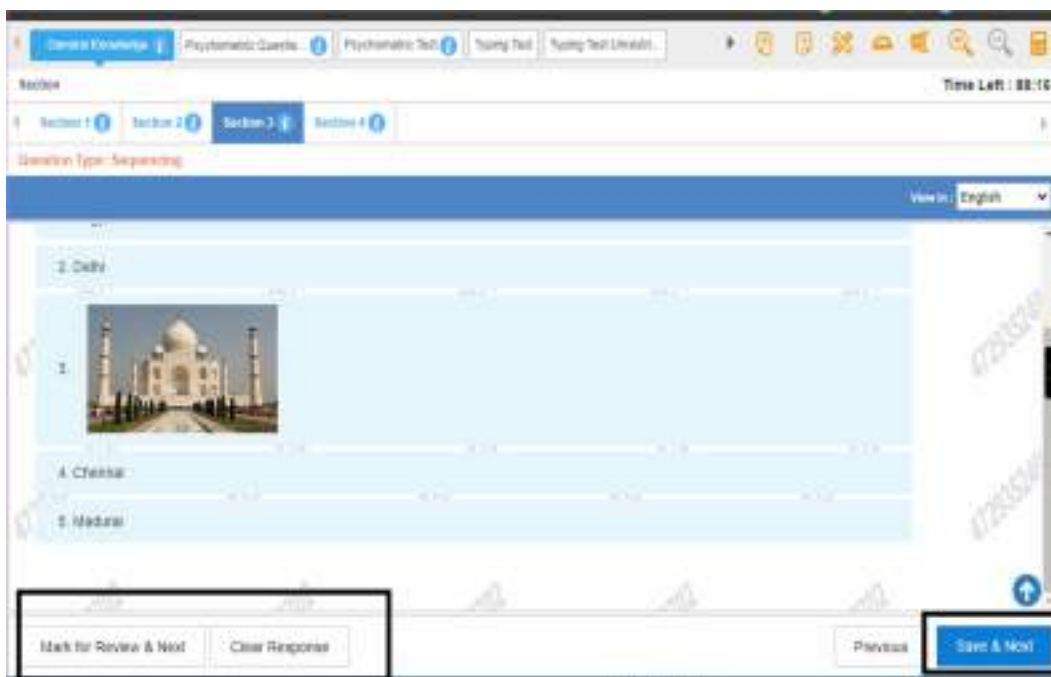 General Knowledge i
Psychometric Questio... i
Psychometric Test i
Typing Test
Typing Test Unrestri...
Section
Time Left :
Section 1 i
Section 2 i
Section 3 i
Section 4 i
Question Type: Sequencing
View in : English
2. Delhi
3.
4. Chennai
5. Madurai
Mark for Review & Next
Clear Response
Previous
Save & Next